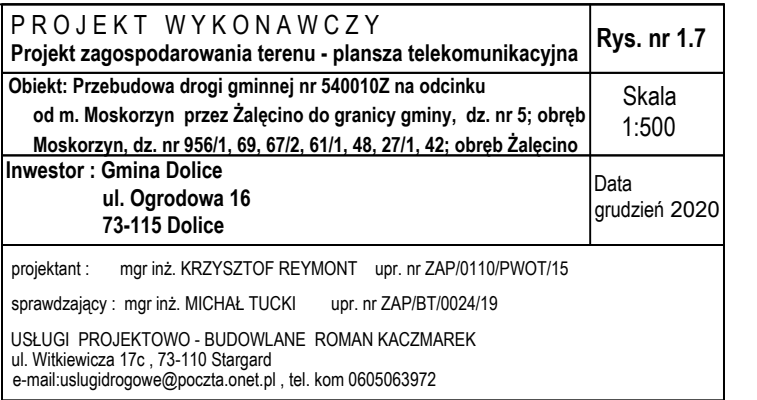 PROJEKT WYKONAWCZY
Projekt zagospodarowania terenu - plansza telekomunikacyjna
Rys. nr 1.7
Obiekt: Przebudowa drogi gminnej nr 540010Z na odcinku
od m. Moskorzyn przez Żalęcino do granicy gminy, dz. nr 5; obręb
Moskorzyn, dz. nr 956/1, 69, 67/2, 61/1, 48, 27/1, 42; obręb Żalęcino
Skala
1:500
Inwestor : Gmina Dolice
ul. Ogrodowa 16
73-115 Dolice
Data
grudzień 2020
projektant : mgr inż. KRZYSZTOF REYMONT upr. nr ZAP/0110/PWOT/15
sprawdzający : mgr inż. MICHAŁ TUCKI upr. nr ZAP/BT/0024/19
USŁUGI PROJEKTOWO - BUDOWLANE ROMAN KACZMAREK
ul. Witkiewicza 17c , 73-110 Stargard
e-mail:uslugidrogowe@poczta.onet.pl , tel. kom 0605063972